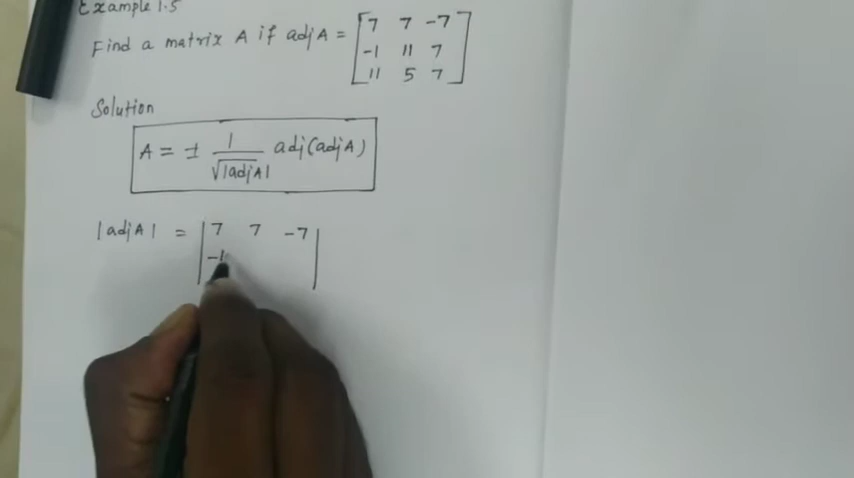 Example 1.5
Find a matrix A if adj A = [ 7 7 -7
-1 11 7
11 5 7 ]
Solution
A = ± 1/√|adj A| adj(adj A)
|adj A| = | 7 7 -7 |
-1